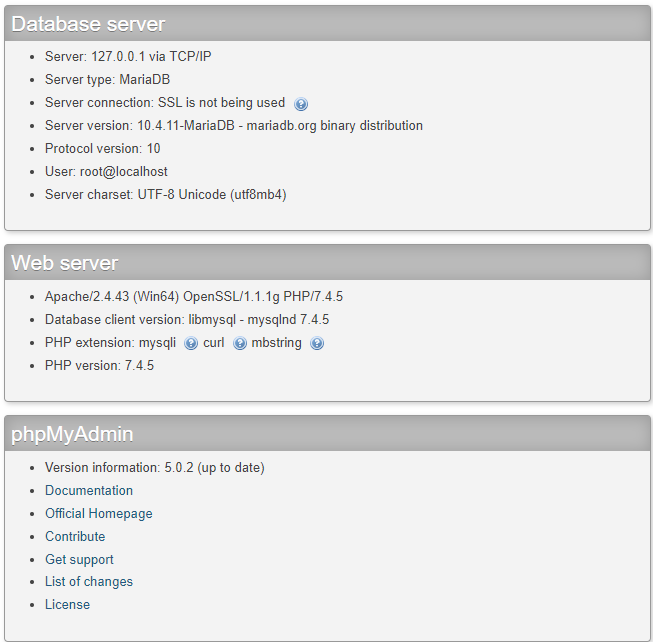 Database server
Server: 127.0.0.1 via TCP/IP
Server type: MariaDB
Server connection: SSL is not being used
Server version: 10.4.11-MariaDB - mariadb.org binary distribution
Protocol version: 10
User: root@localhost
Server charset: UTF-8 Unicode (utf8mb4)
Web server
Apache/2.4.43 (Win64) OpenSSL/1.1.1g PHP/7.4.5
Database client version: libmysql - mysqlnd 7.4.5
PHP extension: mysqli curl mbstring
PHP version: 7.4.5
phpMyAdmin
Version information: 5.0.2 (up to date)
Documentation
Official Homepage
Contribute
Get support
List of changes
License